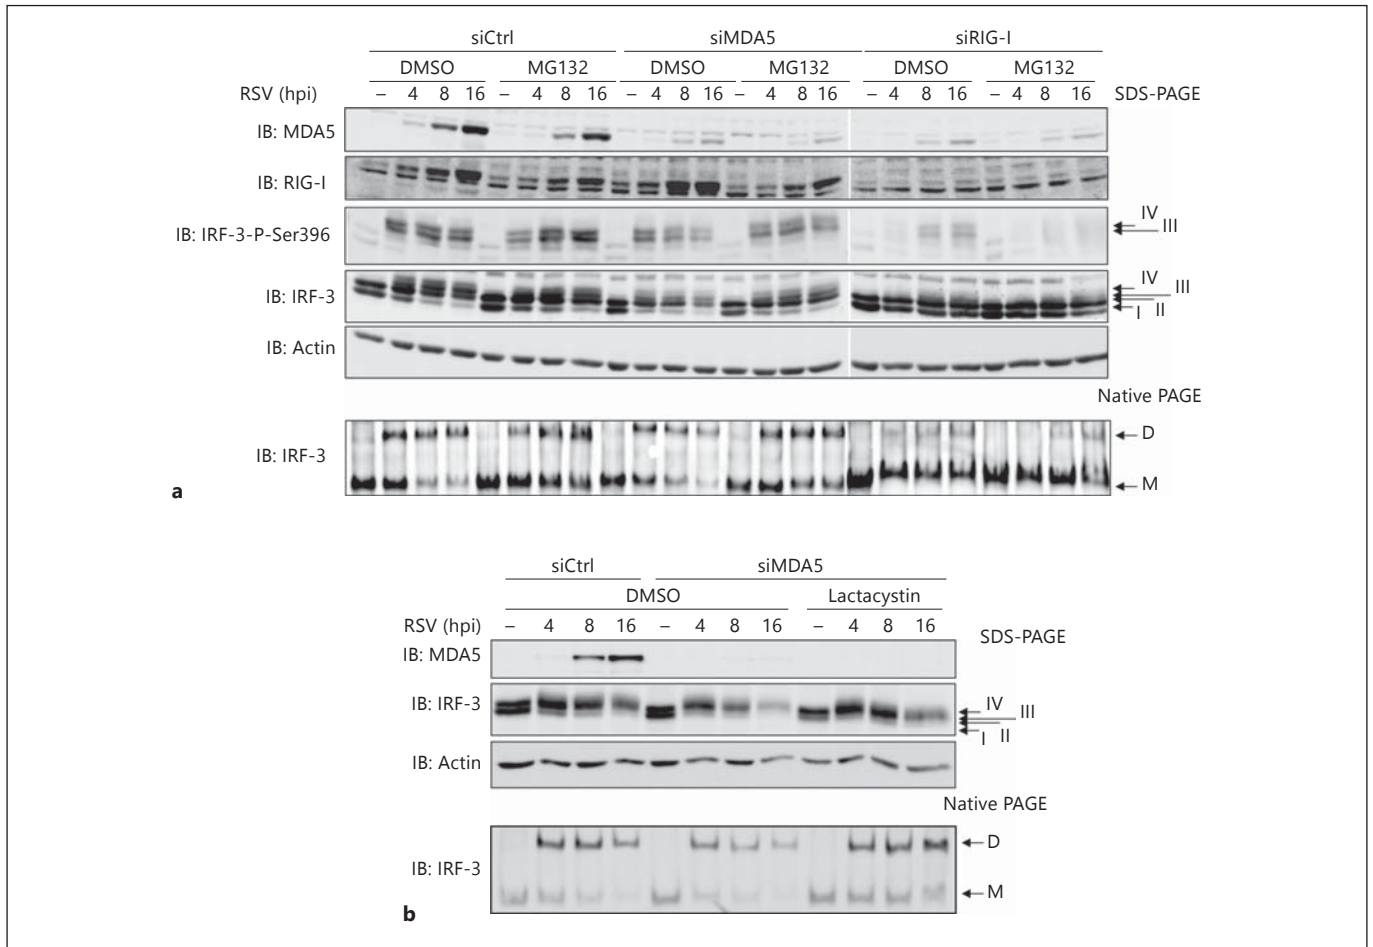 siCtrl siMDA5 siRIG-I
DMSO MG132 DMSO MG132 DMSO MG132
RSV (hpi) – 4 8 16 – 4 8 16 – 4 8 16 – 4 8 16 – 4 8 16 – 4 8 16 SDS-PAGE
IB: MDA5
IB: RIG-I
IB: IRF-3-P-Ser396 IV III
IB: IRF-3 IV III I II
IB: Actin
Native PAGE
IB: IRF-3 D M
a
siCtrl siMDA5
DMSO Lactacystin
RSV (hpi) – 4 8 16 – 4 8 16 – 4 8 16 SDS-PAGE
IB: MDA5
IB: IRF-3 IV III I II
IB: Actin
Native PAGE
IB: IRF-3 D M
b